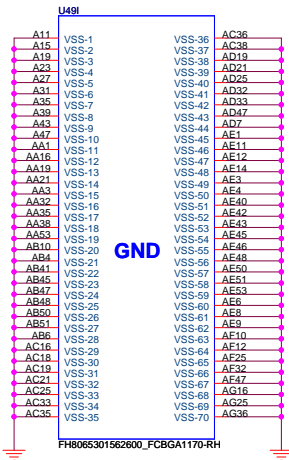 U49I
A11 VSS-1 VSS-36 AC36
A15 VSS-2 VSS-37 AC38
A19 VSS-3 VSS-38 AD19
A23 VSS-4 VSS-39 AD21
A27 VSS-5 VSS-40 AD25
A31 VSS-6 VSS-41 AD32
A35 VSS-7 VSS-42 AD33
A39 VSS-8 VSS-43 AD47
A43 VSS-9 VSS-44 AD7
A47 VSS-10 VSS-45 AE1
AA1 VSS-11 VSS-46 AE11
AA16 VSS-12 VSS-47 AE12
AA19 VSS-13 VSS-48 AE14
AA21 VSS-14 VSS-49 AE3
AA3 VSS-15 VSS-50 AE4
AA32 VSS-16 VSS-51 AE40
AA35 VSS-17 VSS-52 AE42
AA38 VSS-18 VSS-53 AE43
AA53 VSS-19 VSS-54 AE45
AB10 VSS-20 VSS-55 AE46
GND
AB4 VSS-21 VSS-56 AE48
AB41 VSS-22 VSS-57 AE50
AB45 VSS-23 VSS-58 AE51
AB47 VSS-24 VSS-59 AE53
AB48 VSS-25 VSS-60 AE6
AB50 VSS-26 VSS-61 AE8
AB51 VSS-27 VSS-62 AE9
AB6 VSS-28 VSS-63 AF10
AC16 VSS-29 VSS-64 AF12
AC18 VSS-30 VSS-65 AF25
AC19 VSS-31 VSS-66 AF32
AC21 VSS-32 VSS-67 AF47
AC25 VSS-33 VSS-68 AG16
AC33 VSS-34 VSS-69 AG25
AC35 VSS-35 VSS-70 AG36
FH8065301562600_FCBGA1170-RH